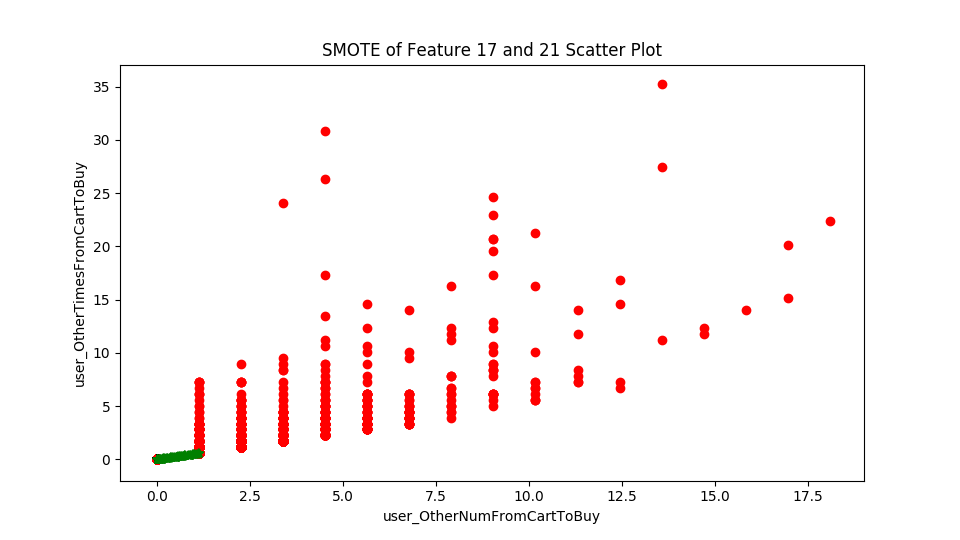 SMOTE of Feature 17 and 21 Scatter Plot
35
30
25
20
15
10
5
0
user_OtherTimesFromCartToBuy
0.0 2.5 5.0 7.5 10.0 12.5 15.0 17.5
user_OtherNumFromCartToBuy